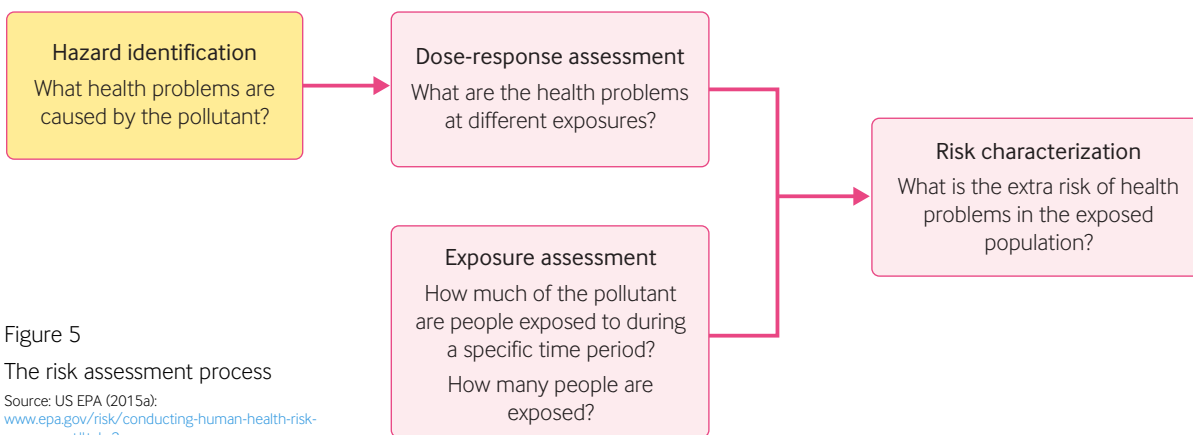 Hazard identification
What health problems are
caused by the pollutant?
Dose-response assessment
What are the health problems
at different exposures?
Exposure assessment
How much of the pollutant
are people exposed to during
a specific time period?
How many people are
exposed?
Risk characterization
What is the extra risk of health
problems in the exposed
population?
Figure 5
The risk assessment process
Source: US EPA (2015a):
www.epa.gov/risk/conducting-human-health-risk-